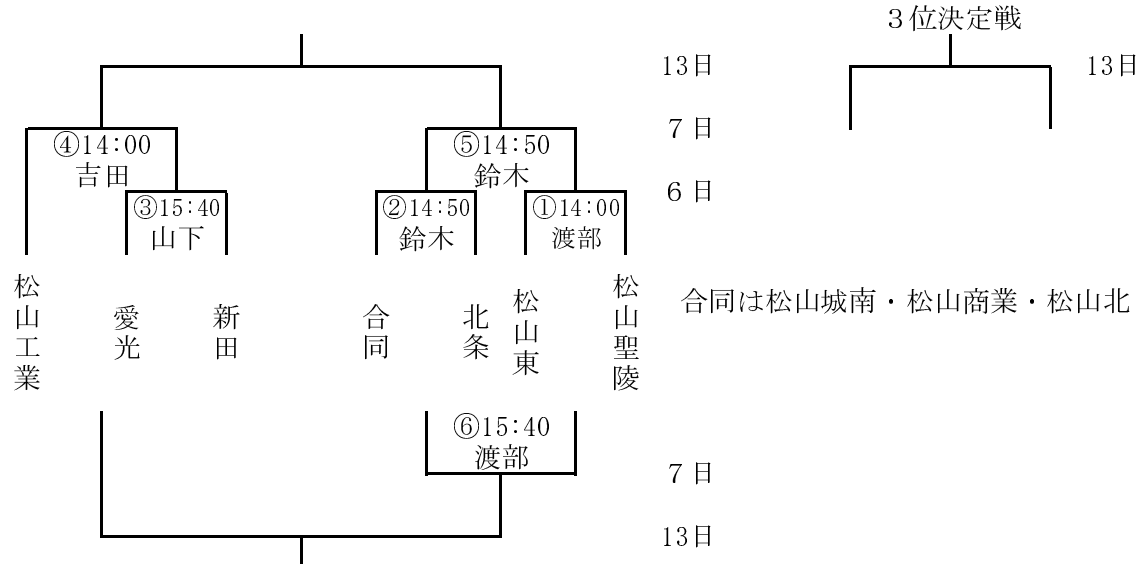 ３位決定戦
13日
13日
７日
④14:00
吉田
⑤14:50
鈴木
６日
③15:40
山下
②14:50
鈴木
①14:00
渡部
松山工業
愛光
新田
合同
北条
松山東
松山聖陵
合同は松山城南・松山商業・松山北
⑥15:40
渡部
７日
13日